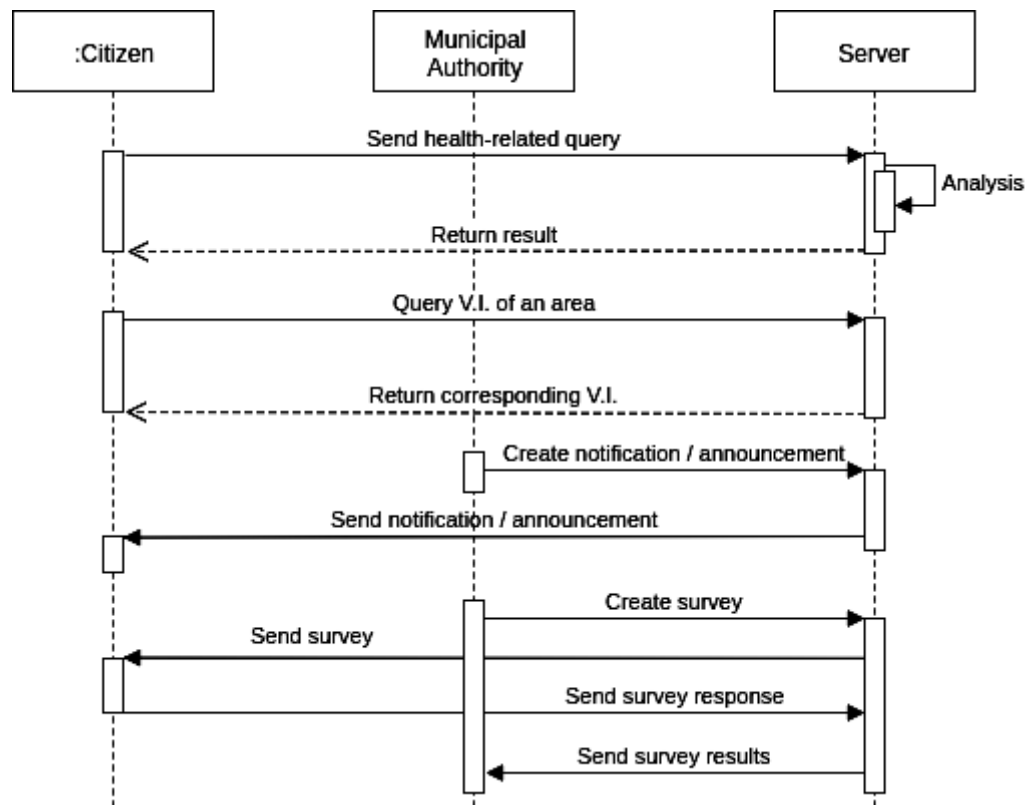 :Citizen
Municipal
Authority
Server
Send health-related query
Analysis
Return result
Query V.I. of an area
Return corresponding V.I.
Create notification / announcement
Send notification / announcement
Create survey
Send survey
Send survey response
Send survey results